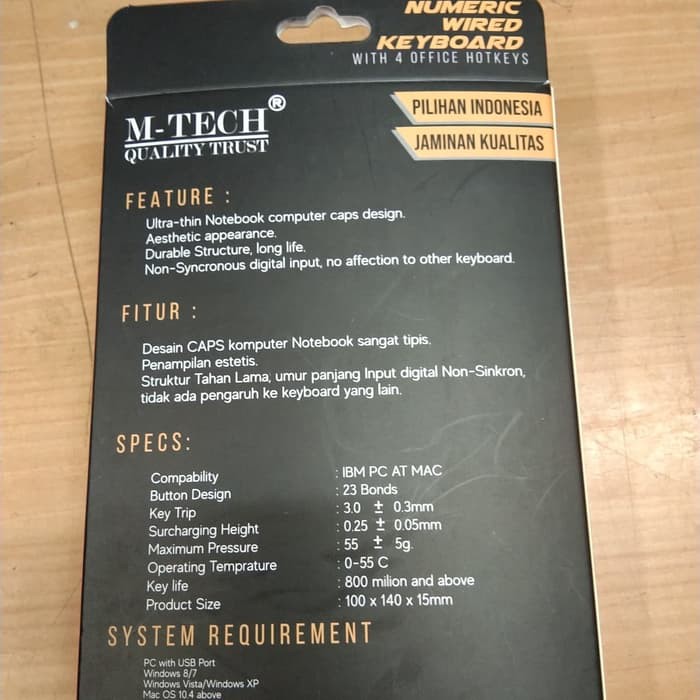 NUMERIC
WIRED
KEYBOARD
WITH 4 OFFICE HOTKEYS
M-TECH®
QUALITY TRUST
PILIHAN INDONESIA
JAMINAN KUALITAS
FEATURE :
Ultra-thin Notebook computer caps design.
Aesthetic appearance.
Durable Structure, long life.
Non-Syncronous digital input, no affection to other keyboard.
FITUR :
Desain CAPS komputer Notebook sangat tipis.
Penampilan estetis.
Struktur Tahan Lama, umur panjang Input digital Non-Sinkron,
tidak ada pengaruh ke keyboard yang lain.
SPECS:
Compability : IBM PC AT MAC
Button Design : 23 Bonds
Key Trip : 3.0 ± 0.3mm
Surcharging Height : 0.25 ± 0.05mm
Maximum Pressure : 55 ± 5g.
Operating Temprature : 0-55 C
Key life : 800 milion and above
Product Size : 100 x 140 x 15mm
SYSTEM REQUIREMENT
PC with USB Port
Windows 8/7
Windows Vista/Windows XP
Mac OS 10.4 above